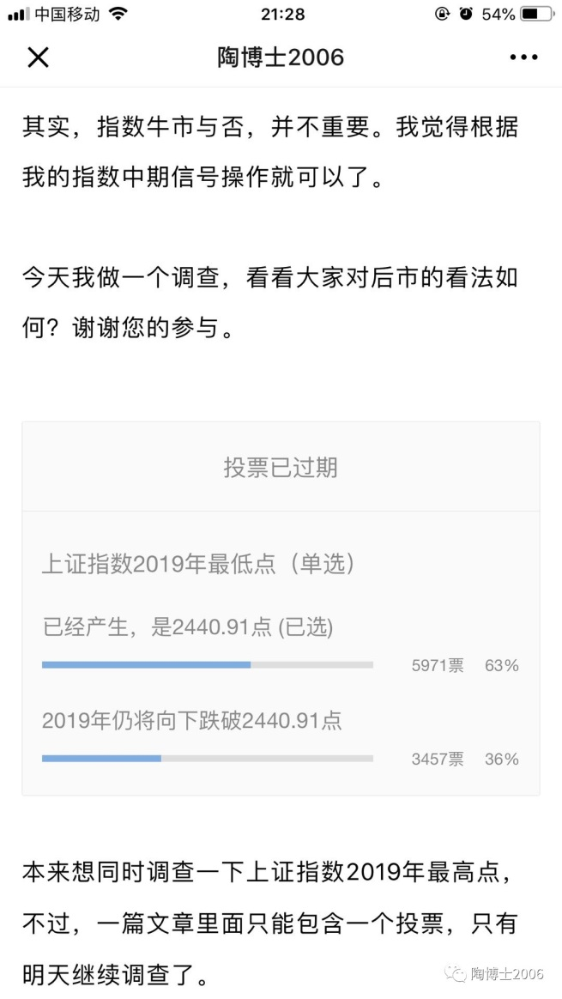 中国移动 21:28 54%
陶博士2006
其实，指数牛市与否，并不重要。我觉得根据
我的指数中期信号操作就可以了。
今天我做一个调查，看看大家对后市的看法如
何？谢谢您的参与。
投票已过期
上证指数2019年最低点（单选）
已经产生，是2440.91点 (已选)
5971票 63%
2019年仍将向下跌破2440.91点
3457票 36%
本来想同时调查一下上证指数2019年最高点，
不过，一篇文章里面只能包含一个投票，只有
明天继续调查了。
陶博士2006